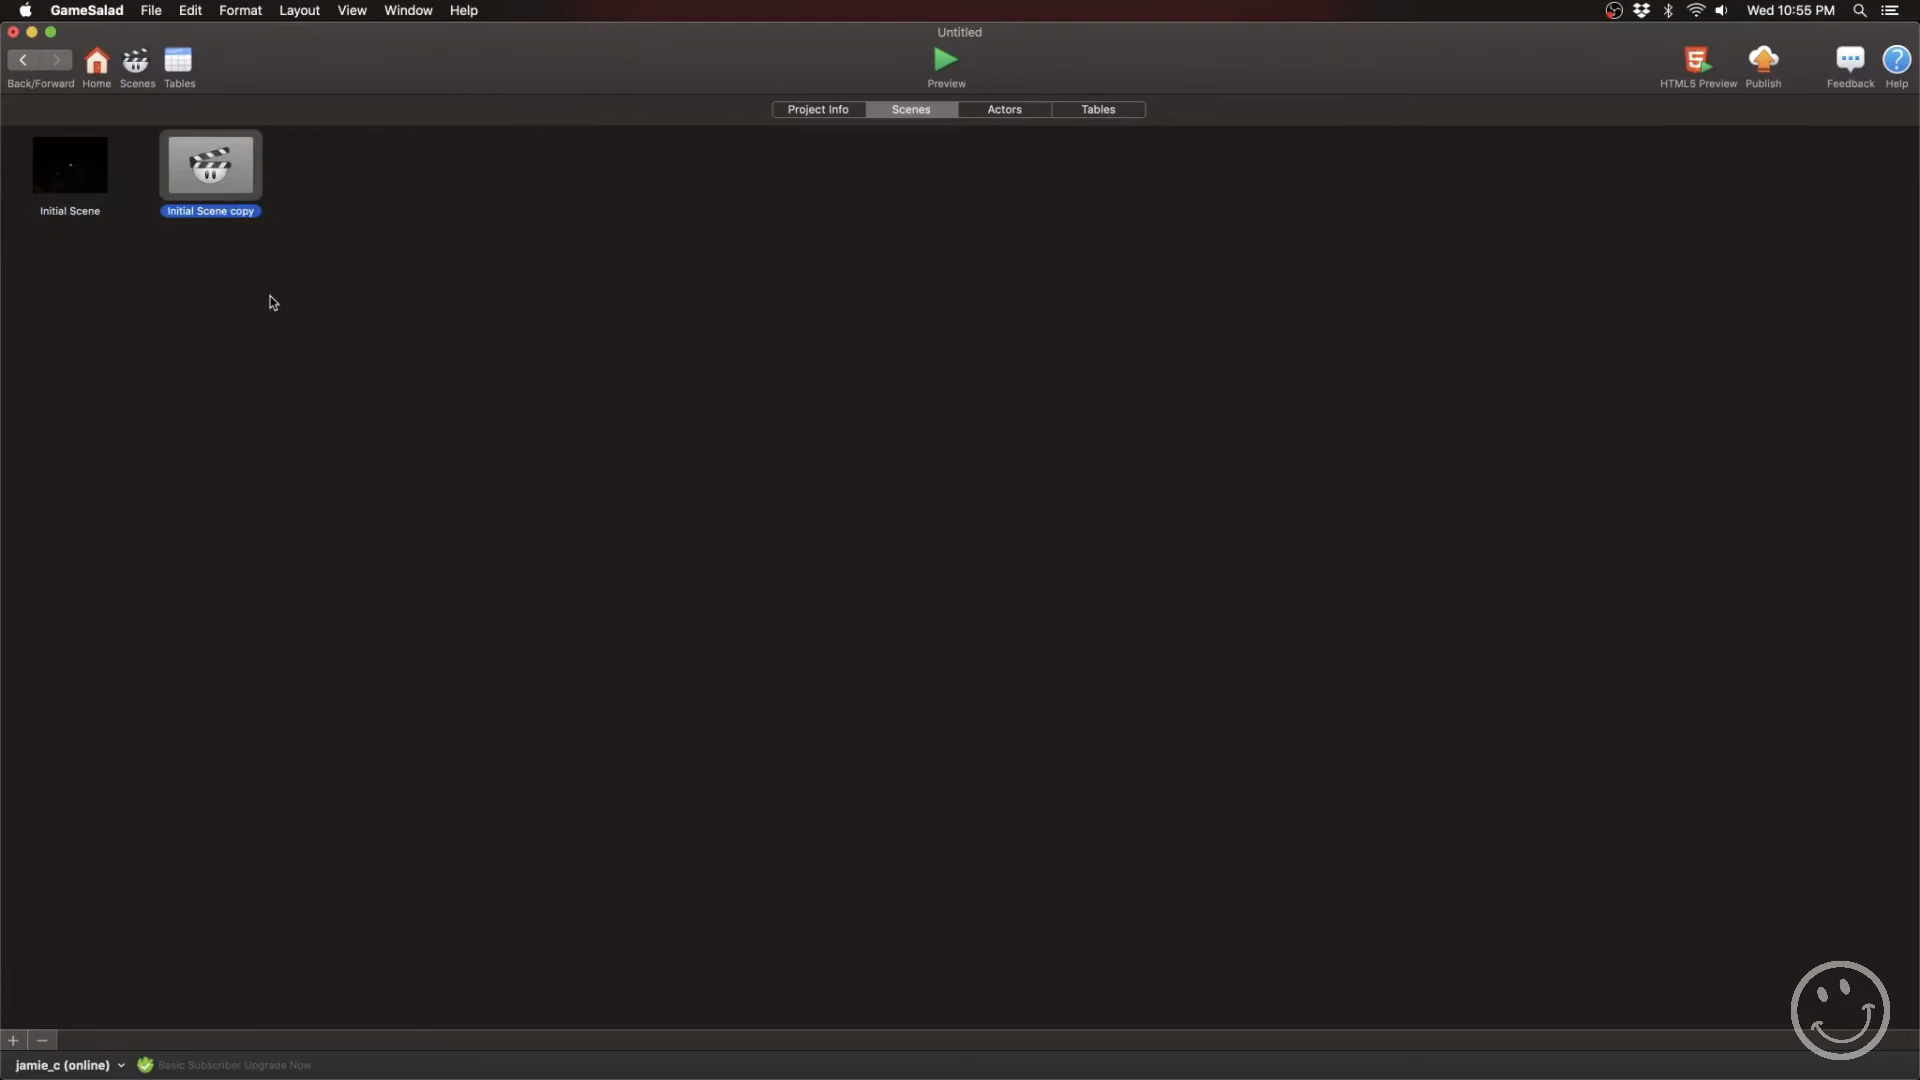 GameSalad File Edit Format Layout View Window Help
Wed 10:55 PM
Untitled
Back/Forward Home Scenes Tables
Preview
HTML5 Preview Publish Feedback Help
Project Info Scenes Actors Tables
Initial Scene Initial Scene copy
jamie_c (online) Basic Subscriber Upgrade Now